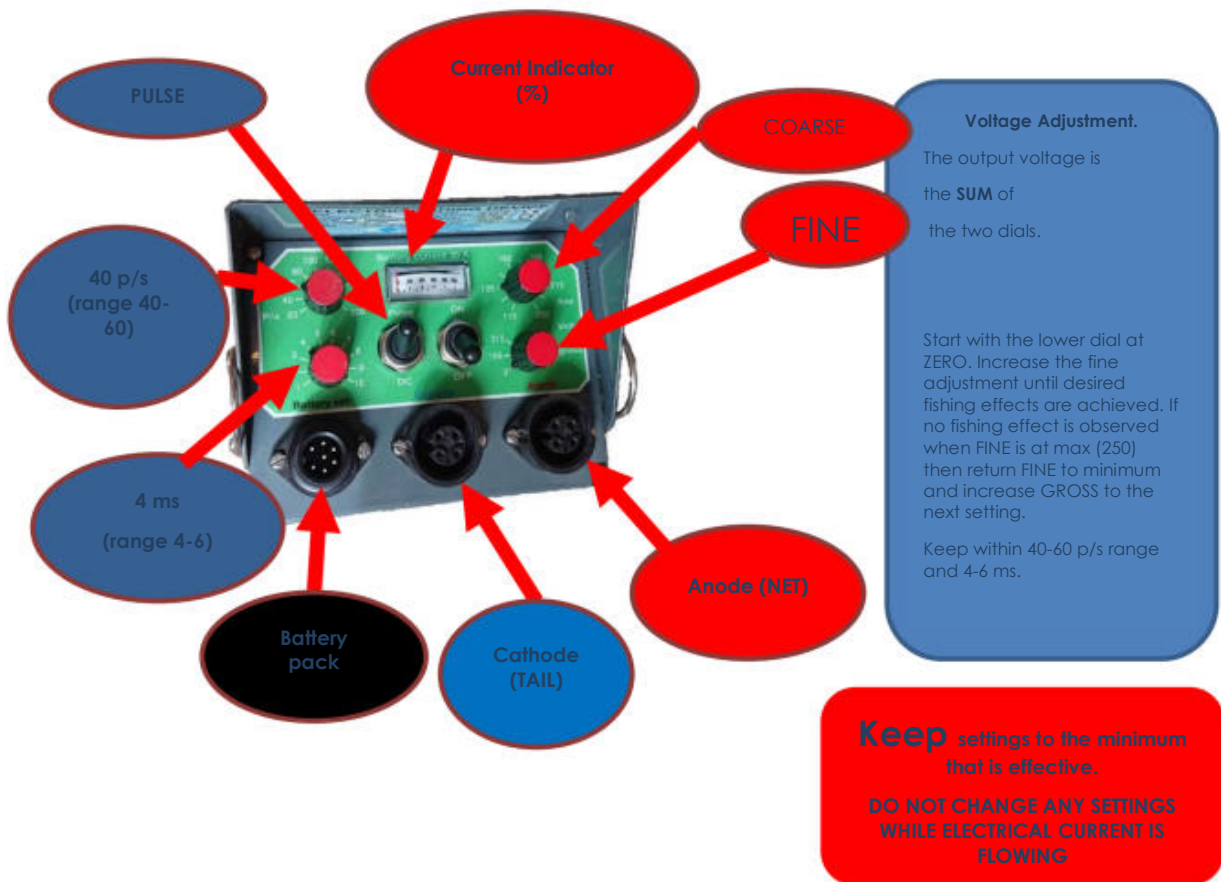 Current Indicator
(%)
PULSE
COARSE
FINE
40 p/s
(range 40-
60)
4 ms
(range 4-6)
Battery
pack
Cathode
(TAIL)
Anode (NET)
ON
OFF
DC
Battery
Voltage Adjustment.
The output voltage is
the SUM of
the two dials.
Start with the lower dial at
ZERO. Increase the fine
adjustment until desired
fishing effects are achieved. If
no fishing effect is observed
when FINE is at max (250)
then return FINE to minimum
and increase GROSS to the
next setting.
Keep within 40-60 p/s range
and 4-6 ms.
Keep settings to the minimum
that is effective.
DO NOT CHANGE ANY SETTINGS
WHILE ELECTRICAL CURRENT IS
FLOWING